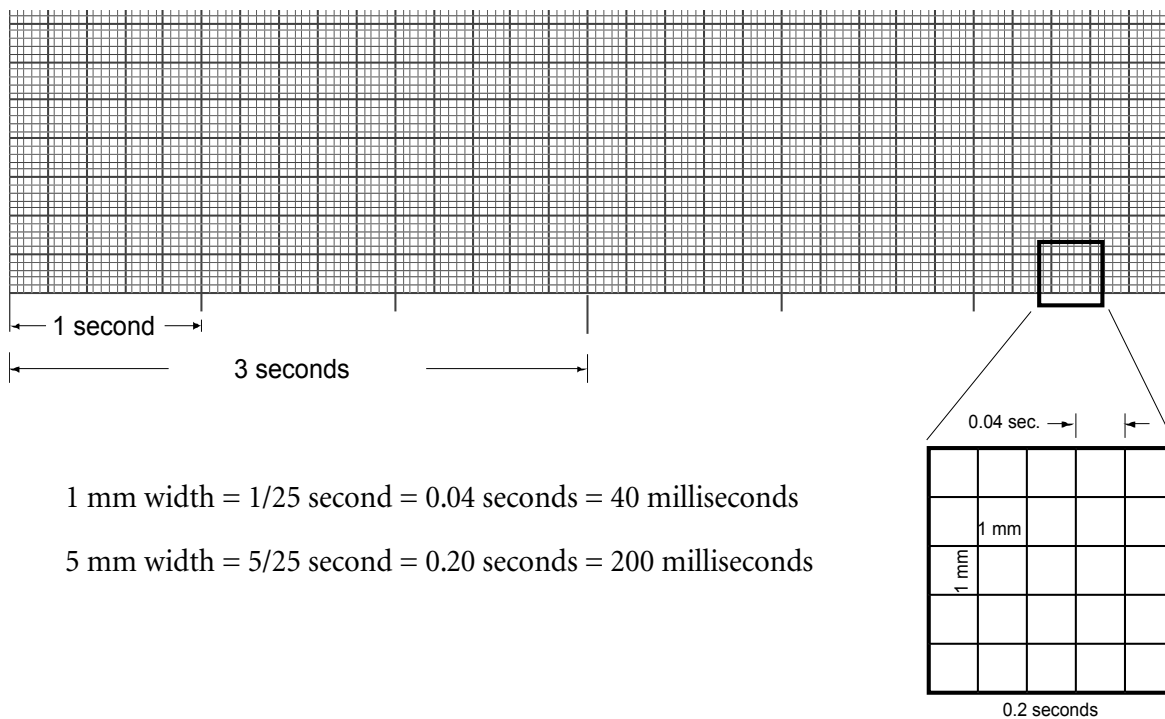 1 second
3 seconds
0.04 sec.
1 mm width = 1/25 second = 0.04 seconds = 40 milliseconds
1 mm
5 mm width = 5/25 second = 0.20 seconds = 200 milliseconds
1 mm
0.2 seconds